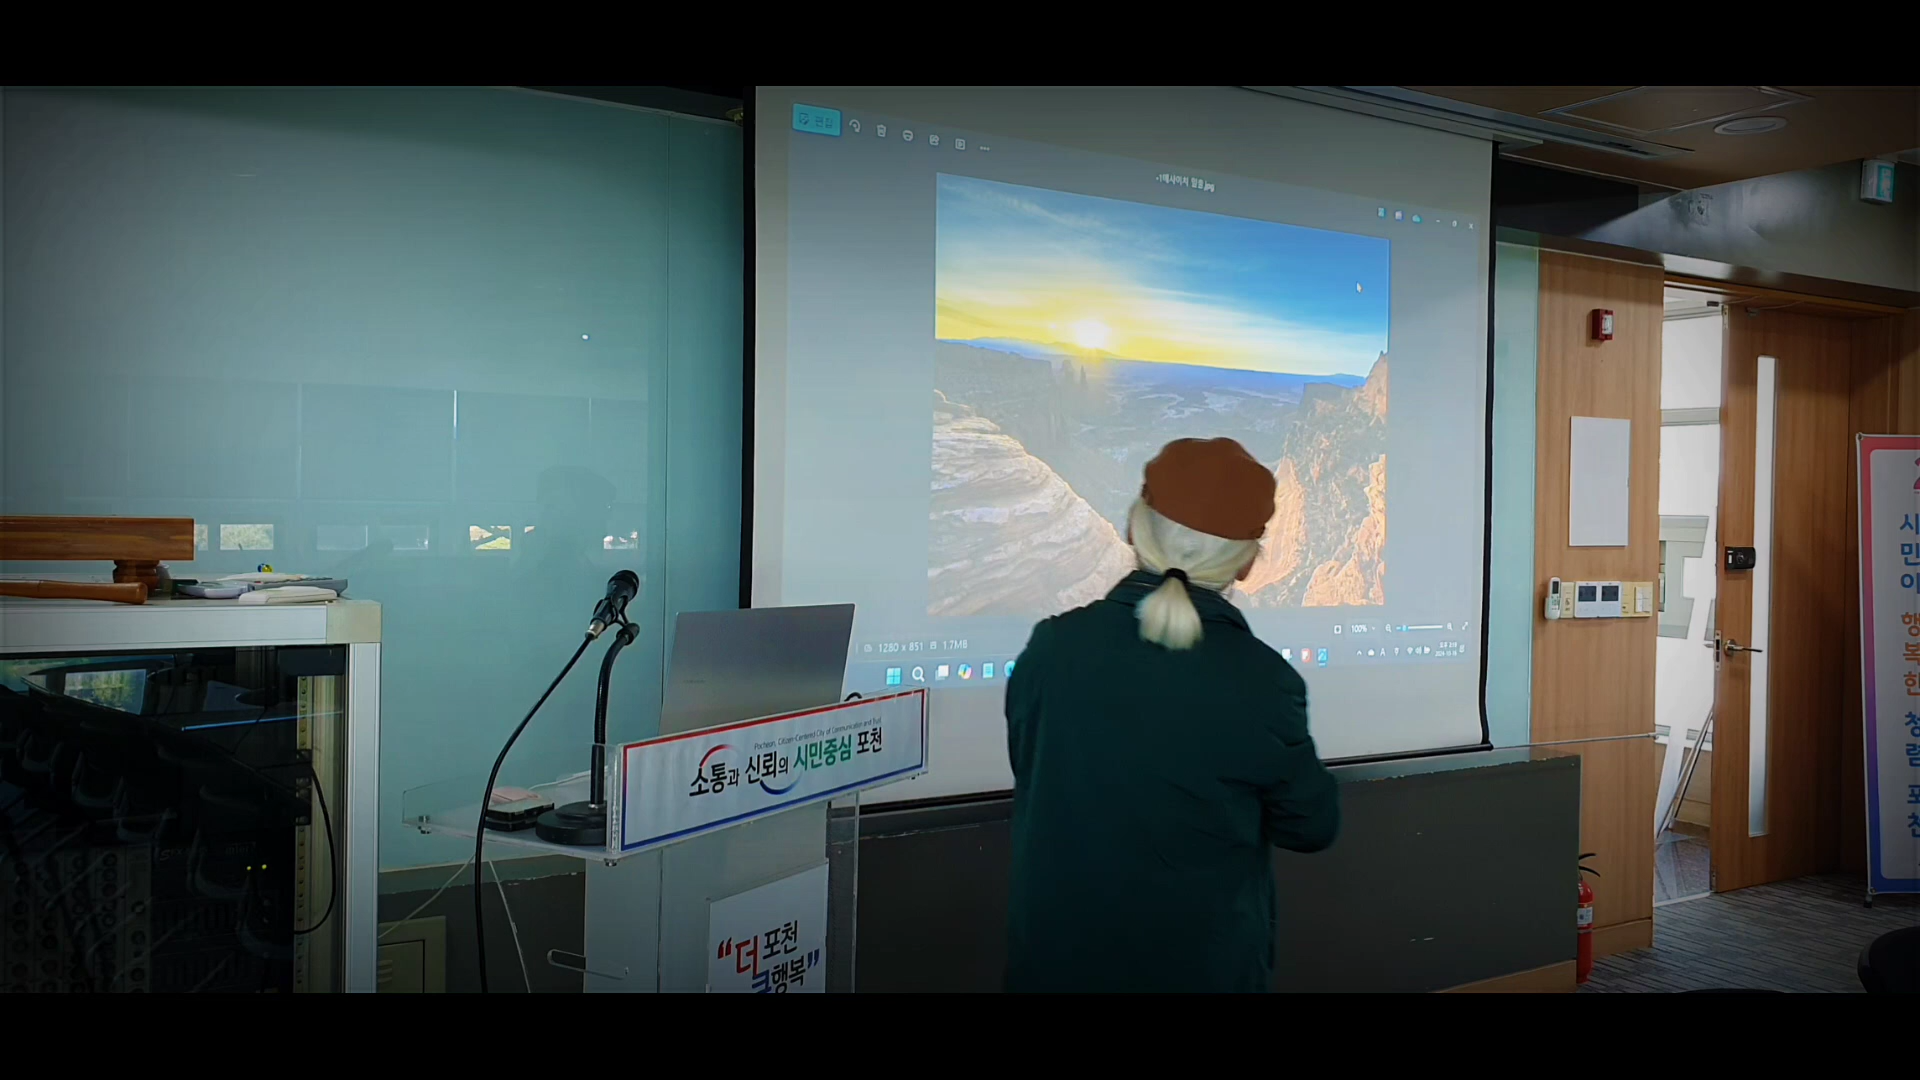 편집
1280 x 851
1.7MB
100%
A
Pocheon, Citizen-Centered City of Communication and Trust
소통과 신뢰의 시민중심 포천
"더 포천
큰 행복"
시민이 행복한 청렴 포천